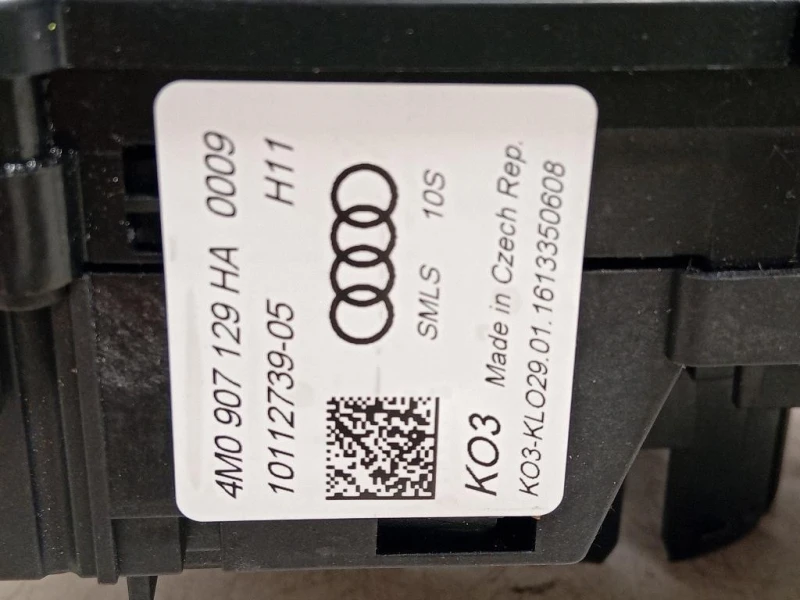 4M0 907 129 HA 0009
10112739-05 H11
SMLS 10S
KO3 Made in Czech Rep.
KO3-KLO29.01.1613350608